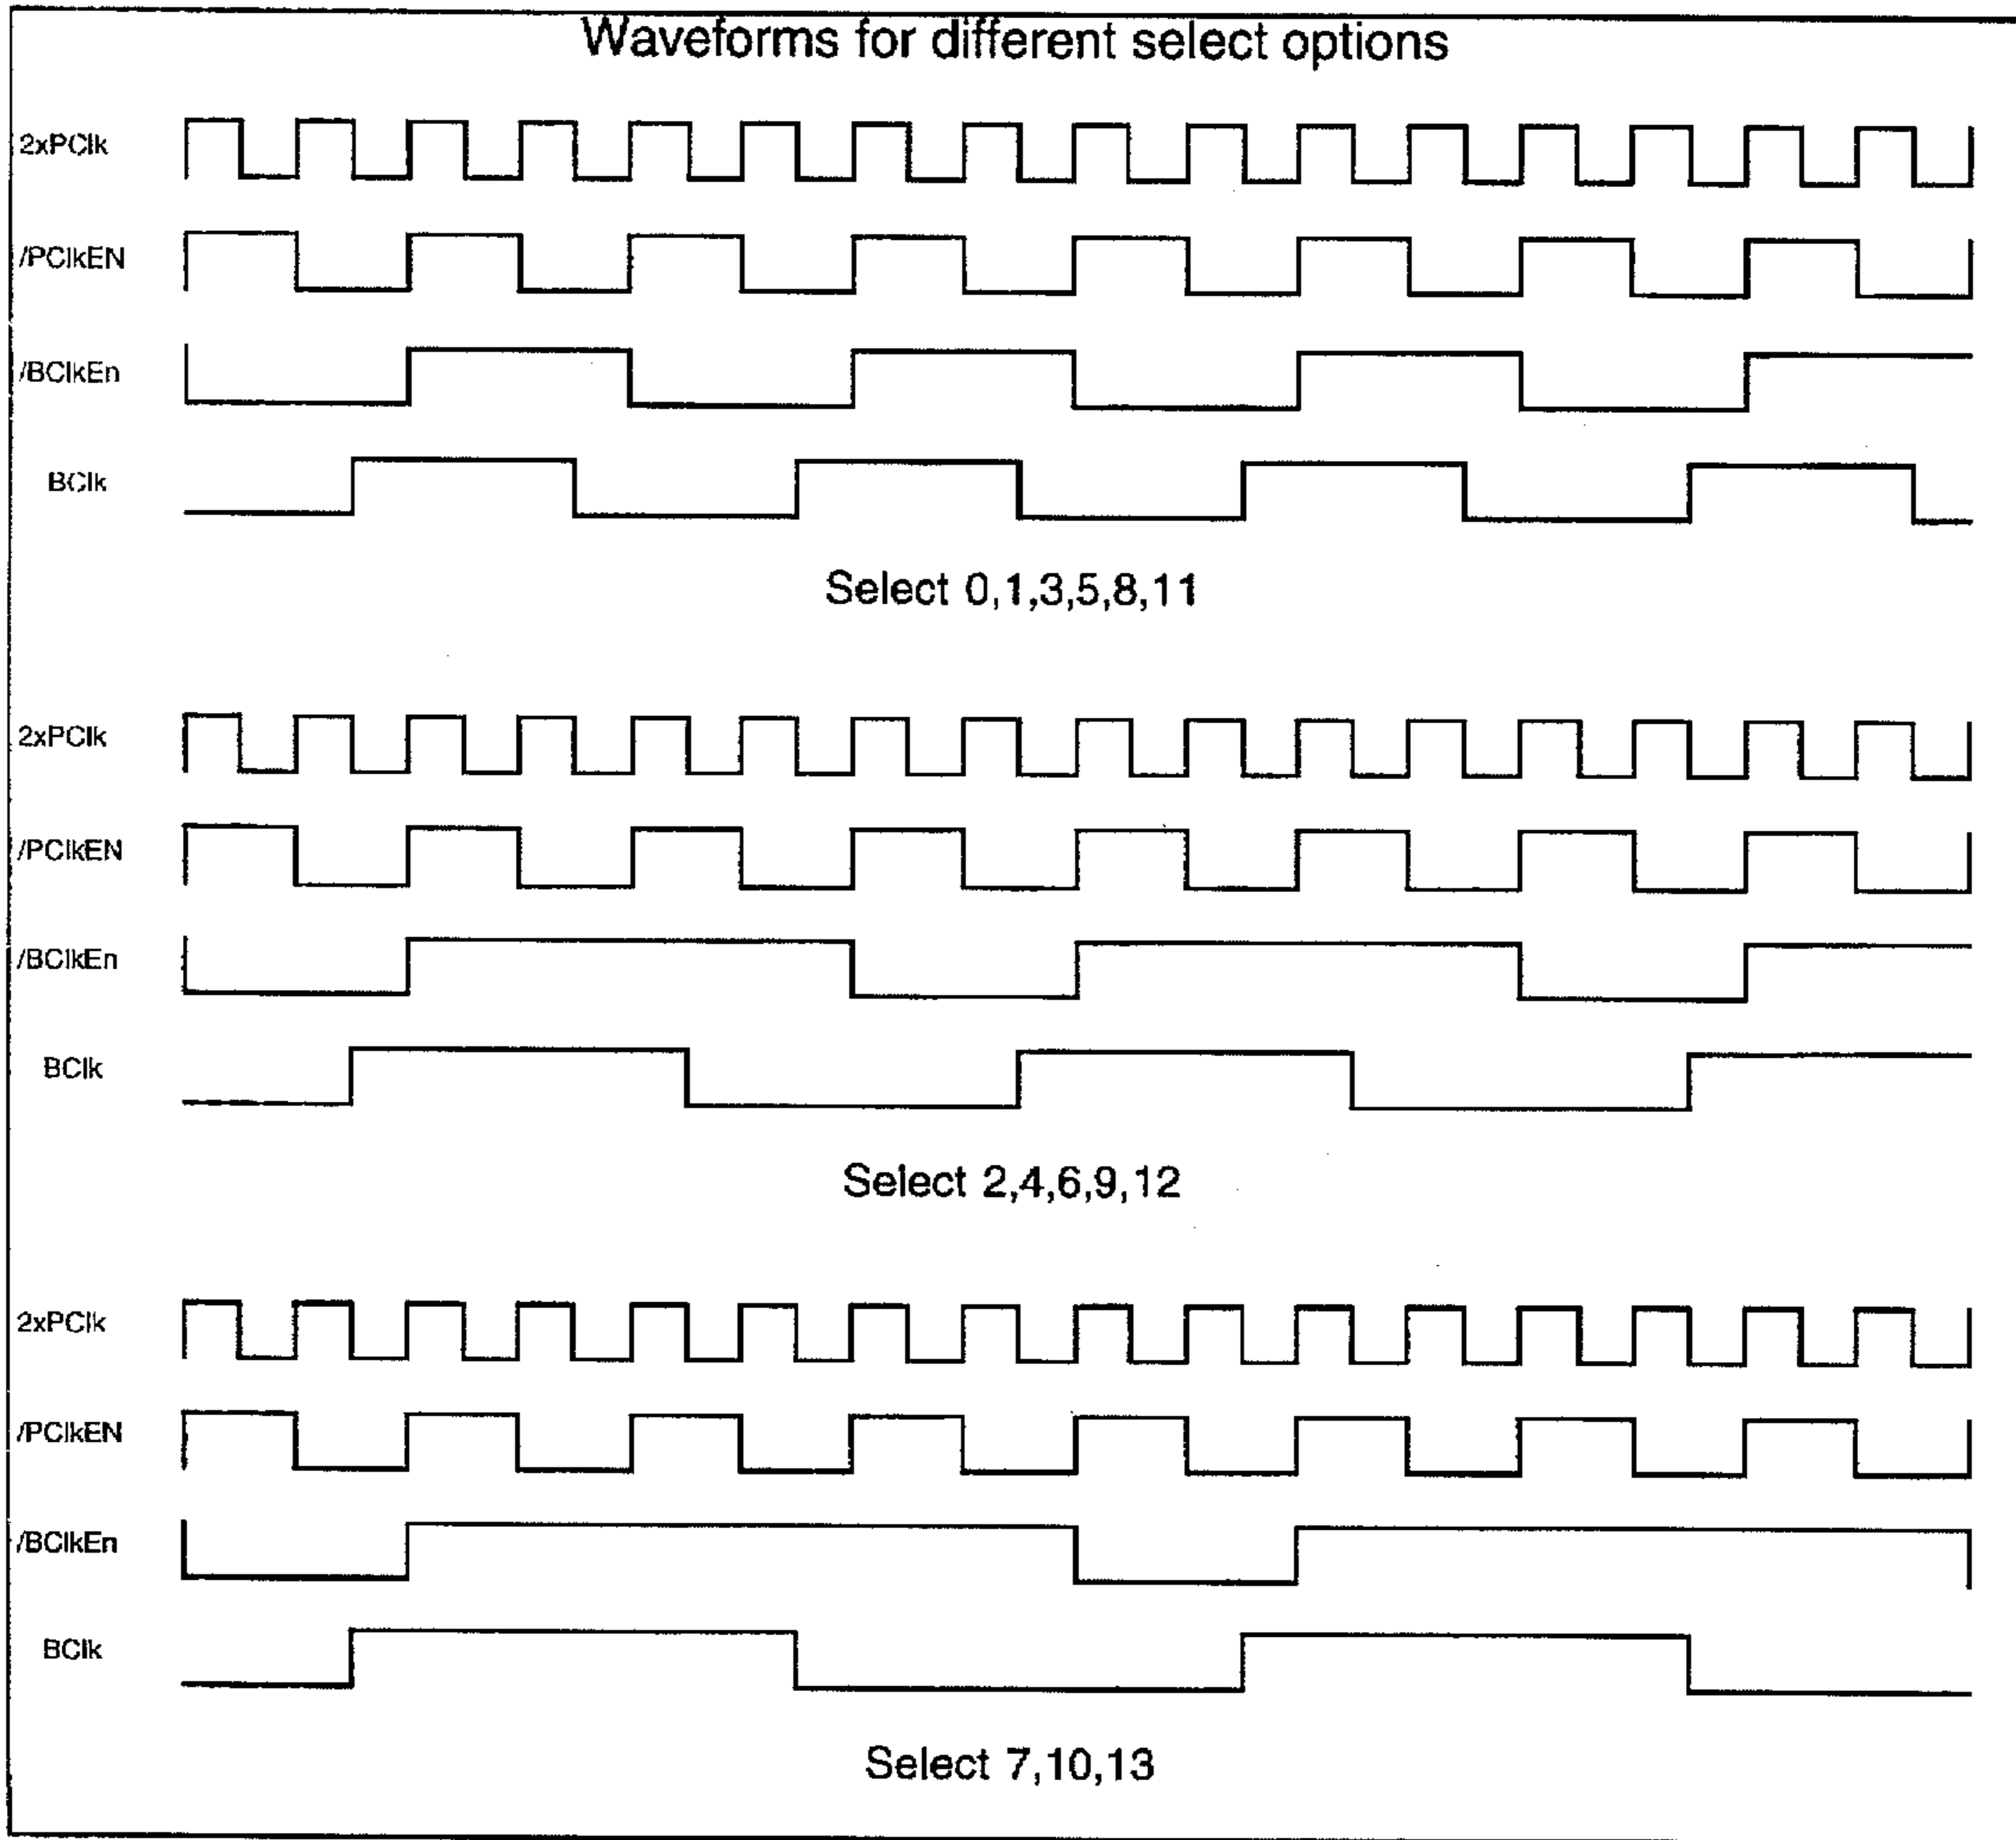 Waveforms for different select options
2xPClk
/PClkEN
/BClkEn
BClk
Select 0,1,3,5,8,11
2xPClk
/PClkEN
/BClkEn
BClk
Select 2,4,6,9,12
2xPClk
/PClkEN
/BClkEn
BClk
Select 7,10,13